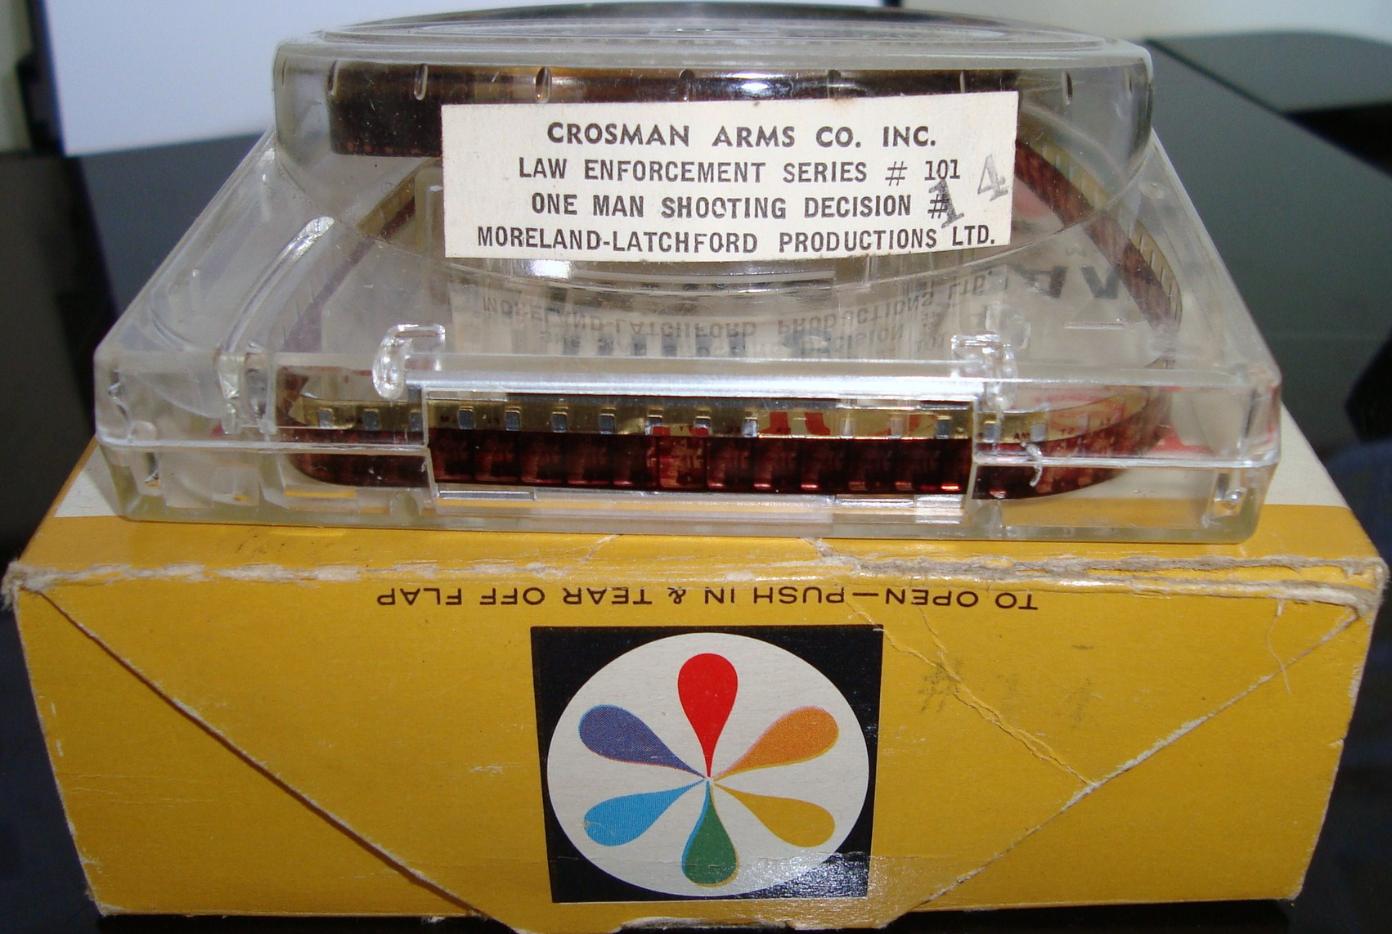 CROSMAN ARMS CO. INC.
LAW ENFORCEMENT SERIES # 101
ONE MAN SHOOTING DECISION # 14
MORELAND-LATCHFORD PRODUCTIONS LTD.
TO OPEN—PUSH IN & TEAR OFF FLAP